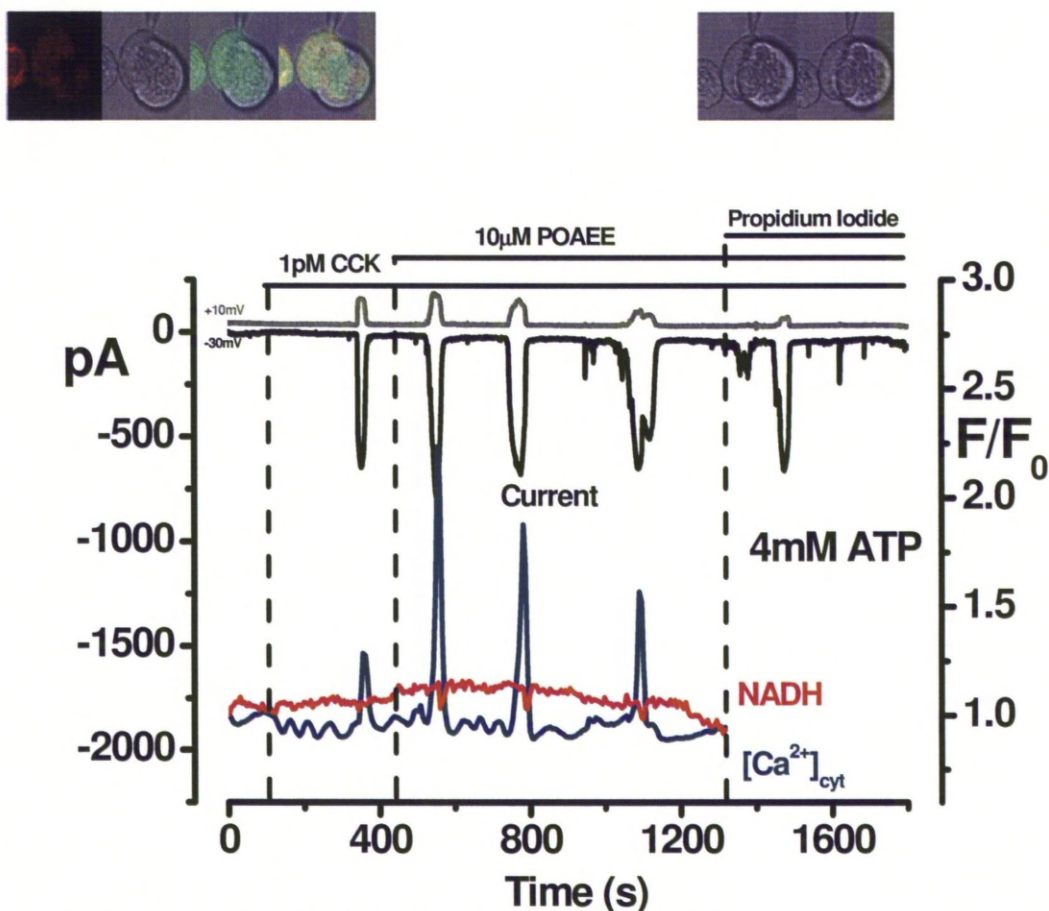 Propidium Iodide
10μM POAEE
1pM CCK
+10mV
-30mV
pA
0
-500
-1000
-1500
-2000
3.0
2.5
2.0
1.5
1.0
F/F0
Current
4mM ATP
NADH
[Ca2+]cyt
0 400 800 1200 1600
Time (s)